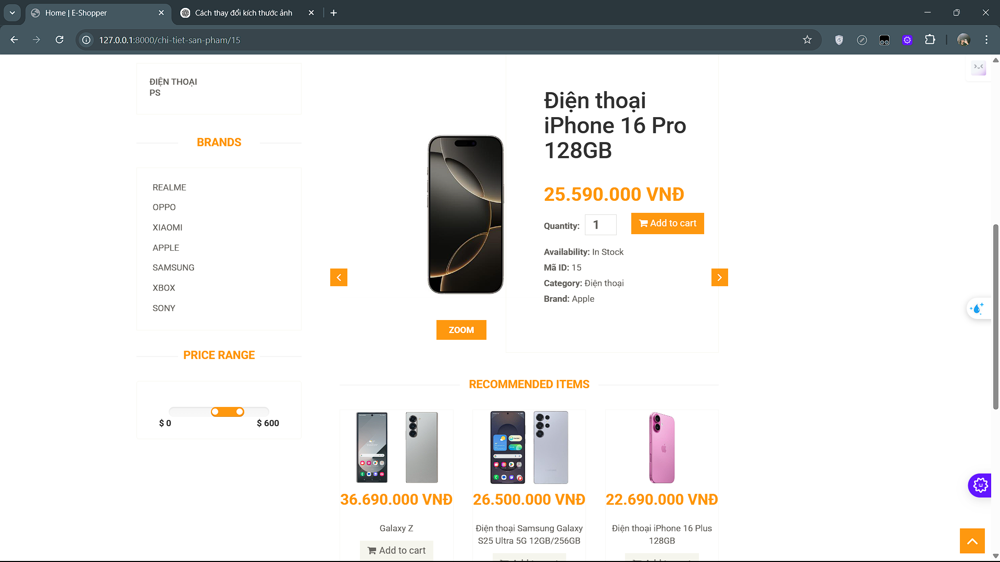 Home | E-Shopper
Cách thay đổi kích thước ảnh
127.0.0.1:8000/chi-tiet-san-pham/15
ĐIỆN THOẠI
PS
BRANDS
REALME
OPPO
XIAOMI
APPLE
SAMSUNG
XBOX
SONY
PRICE RANGE
$ 0
$ 600
Điện thoại
iPhone 16 Pro
128GB
25.590.000 VNĐ
Quantity: 1
Add to cart
Availability: In Stock
Mã ID: 15
Category: Điện thoại
Brand: Apple
ZOOM
RECOMMENDED ITEMS
36.690.000 VNĐ
Galaxy Z
Add to cart
26.500.000 VNĐ
Điện thoại Samsung Galaxy
S25 Ultra 5G 12GB/256GB
22.690.000 VNĐ
Điện thoại iPhone 16 Plus
128GB